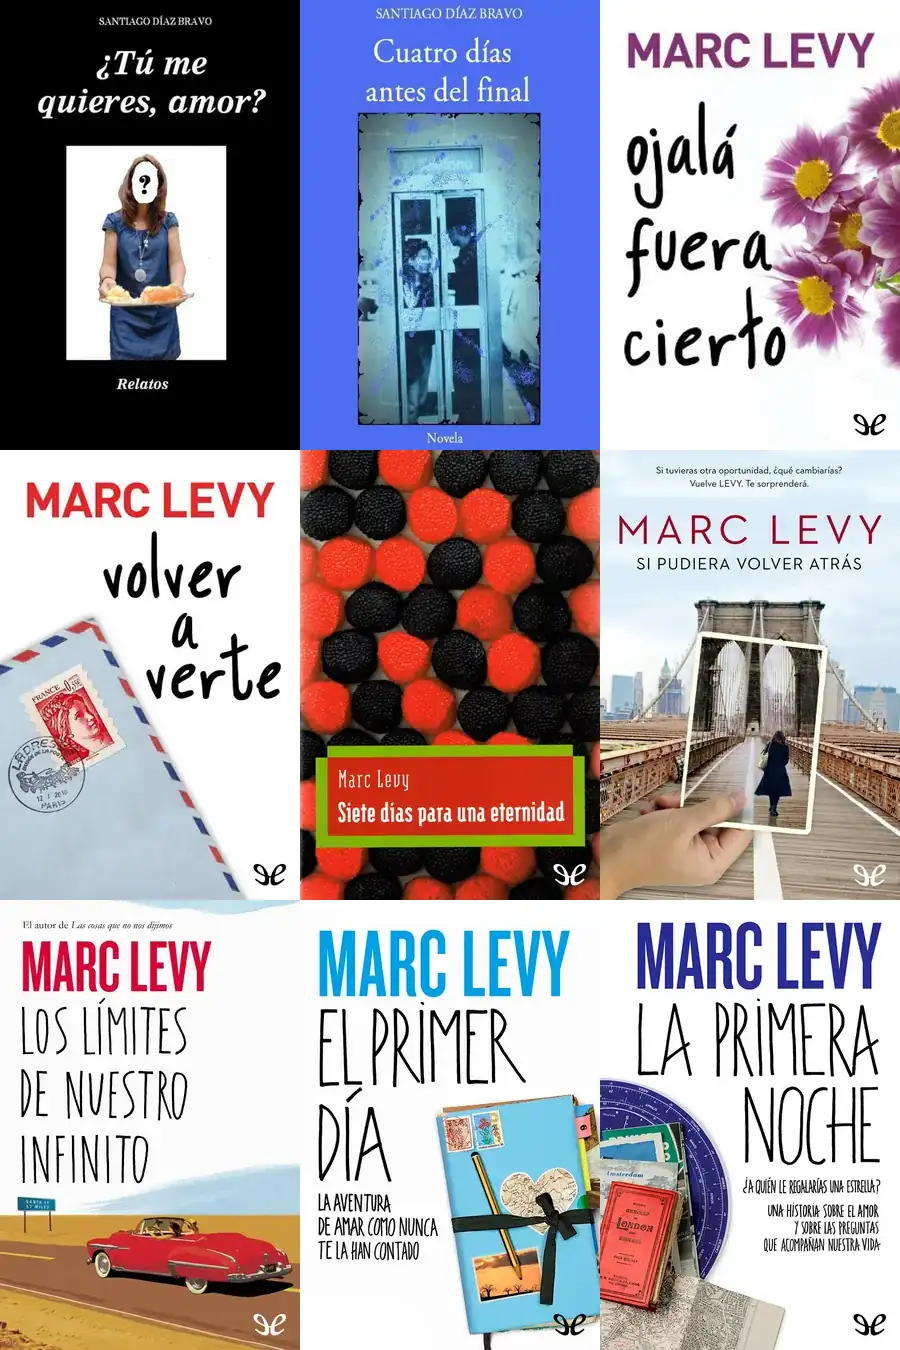 SANTIAGO DÍAZ BRAVO
¿Tú me
quieres, amor?
?
Relatos
SANTIAGO DÍAZ BRAVO
Cuatro días
antes del final
Novela
MARC LEVY
ojalá
fuera
cierto
MARC LEVY
volver
a
verte
FRANCE
PARIS
Marc Levy
Siete días para una eternidad
Si tuvieras otra oportunidad, ¿qué cambiarías?
Vuelve LEVY. Te sorprenderá.
MARC LEVY
SI PUDIERA VOLVER ATRÁS
El autor de Las cosas que no nos dijimos
MARC LEVY
LOS LÍMITES
DE NUESTRO
INFINITO
MARC LEVY
EL PRIMER
DÍA
LA AVENTURA
DE AMAR COMO NUNCA
TE LA HAN CONTADO
MARC LEVY
LA PRIMERA
NOCHE
¿A QUIÉN LE REGALARÍAS UNA ESTRELLA?
UNA HISTORIA SOBRE EL AMOR
Y SOBRE LAS PREGUNTAS
QUE ACOMPAÑAN NUESTRA VIDA
Amsterdam
LONDON